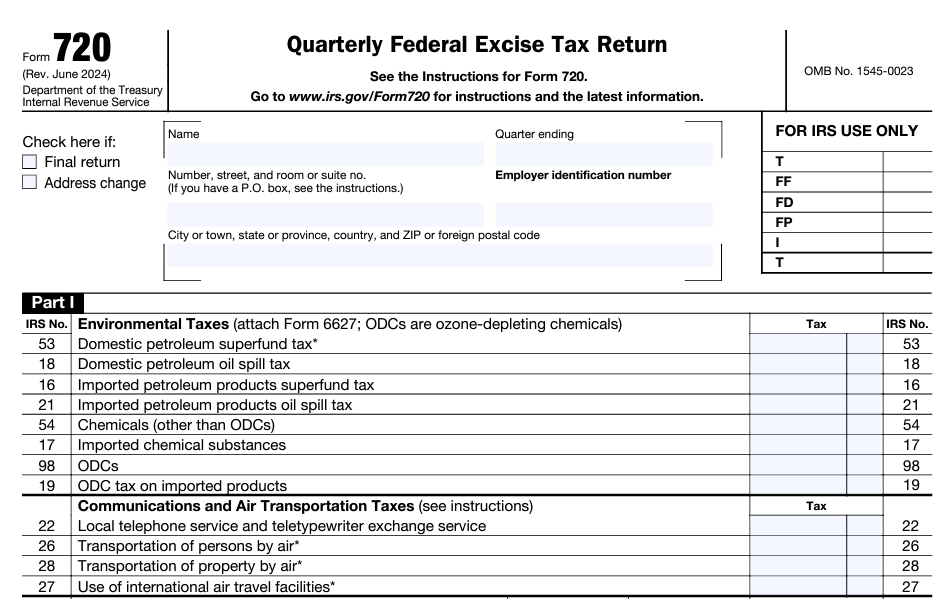 Form 720
(Rev. June 2024)
Department of the Treasury
Internal Revenue Service
Quarterly Federal Excise Tax Return
See the Instructions for Form 720.
Go to www.irs.gov/Form720 for instructions and the latest information.
OMB No. 1545-0023
Check here if:
Final return
Address change
Name
Quarter ending
Number, street, and room or suite no.
(If you have a P.O. box, see the instructions.)
Employer identification number
City or town, state or province, country, and ZIP or foreign postal code
FOR IRS USE ONLY
T
FF
FD
FP
I
T
Part I
IRS No. Environmental Taxes (attach Form 6627; ODCs are ozone-depleting chemicals) Tax IRS No.
53 Domestic petroleum superfund tax* 53
18 Domestic petroleum oil spill tax 18
16 Imported petroleum products superfund tax 16
21 Imported petroleum products oil spill tax 21
54 Chemicals (other than ODCs) 54
17 Imported chemical substances 17
98 ODCs 98
19 ODC tax on imported products 19
Communications and Air Transportation Taxes (see instructions) Tax
22 Local telephone service and teletypewriter exchange service 22
26 Transportation of persons by air* 26
28 Transportation of property by air* 28
27 Use of international air travel facilities* 27